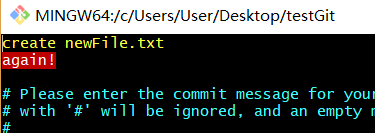 MINGW64:/c/Users/User/Desktop/testGit
create newFile.txt
again!
# Please enter the commit message for your
# with '#' will be ignored, and an empty m
#